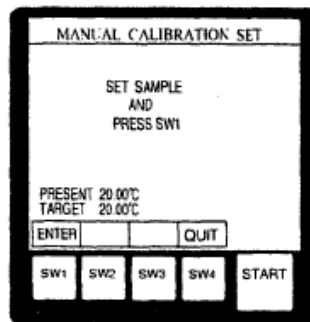 MANUAL CALIBRATION SET
SET SAMPLE
AND
PRESS SW1
PRESENT 20.00℃
TARGET 20.00℃
ENTER QUIT
SW1 SW2 SW3 SW4 START